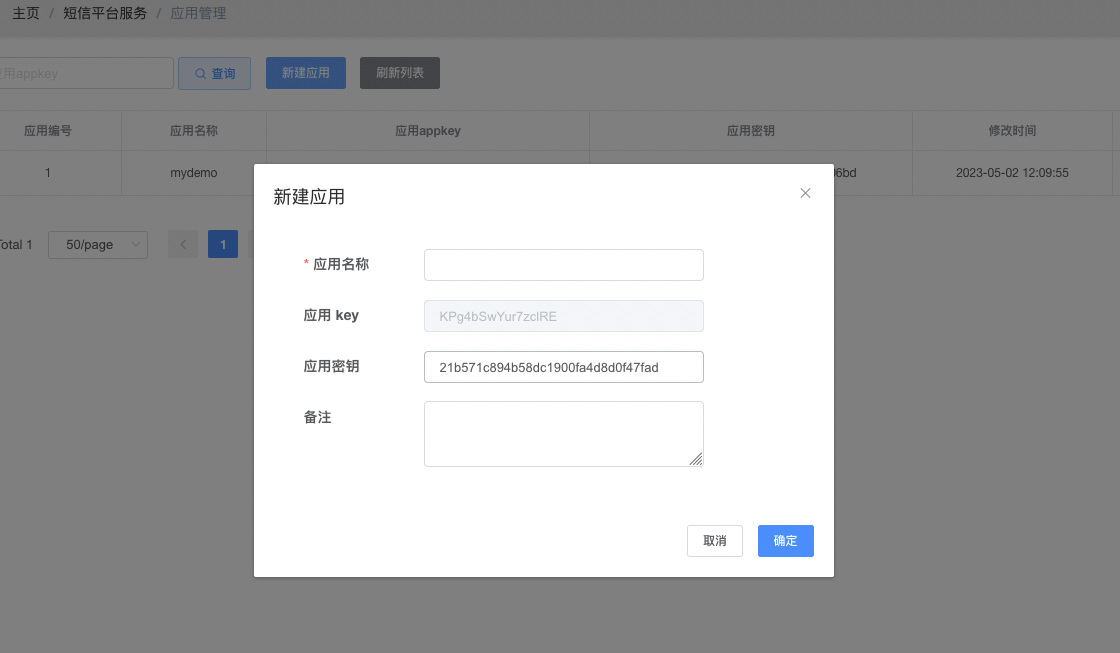 主页 / 短信平台服务 / 应用管理
用appkey 查询 新建应用 刷新列表
应用编号 应用名称 应用appkey 应用密钥 修改时间
1 mydemo 96bd 2023-05-02 12:09:55
Total 1 50/page 1
新建应用
* 应用名称
应用 key KPg4bSwYur7zclRE
应用密钥 21b571c894b58dc1900fa4d8d0f47fad
备注
取消 确定